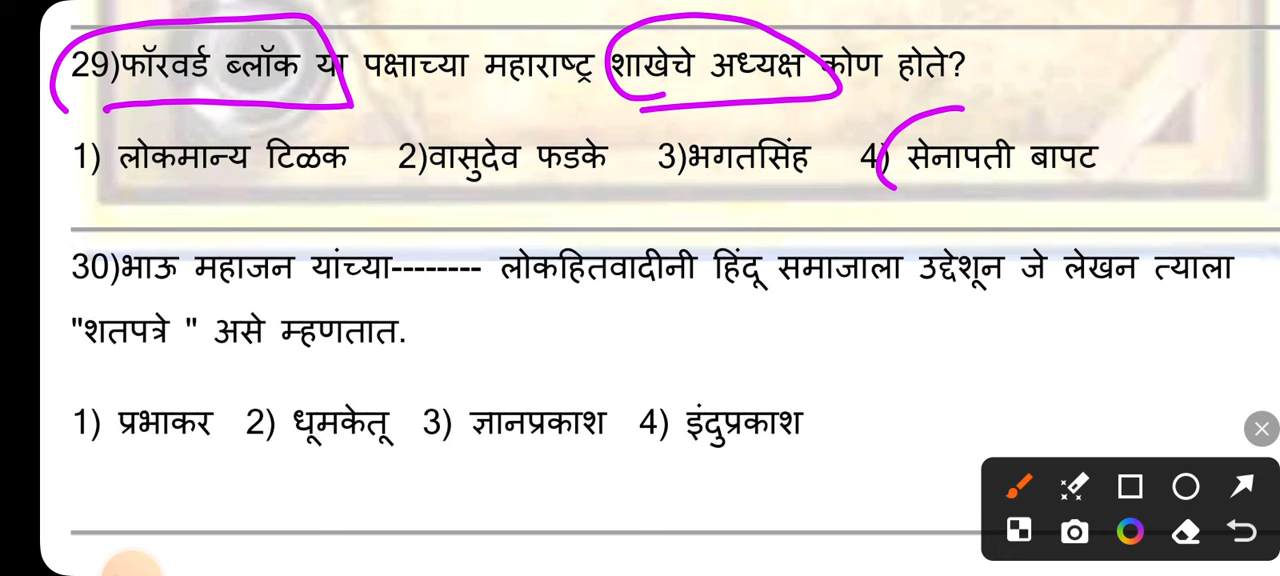 29)फॉरवर्ड ब्लॉक या पक्षाच्या महाराष्ट्र शाखेचे अध्यक्ष कोण होते?
1) लोकमान्य टिळक 2)वासुदेव फडके 3)भगतसिंह 4) सेनापती बापट
30)भाऊ महाजन यांच्या-------- लोकहितवादीनी हिंदू समाजाला उद्देशून जे लेखन त्याला
"शतपत्रे " असे म्हणतात.
1) प्रभाकर 2) धूमकेतू 3) ज्ञानप्रकाश 4) इंदुप्रकाश